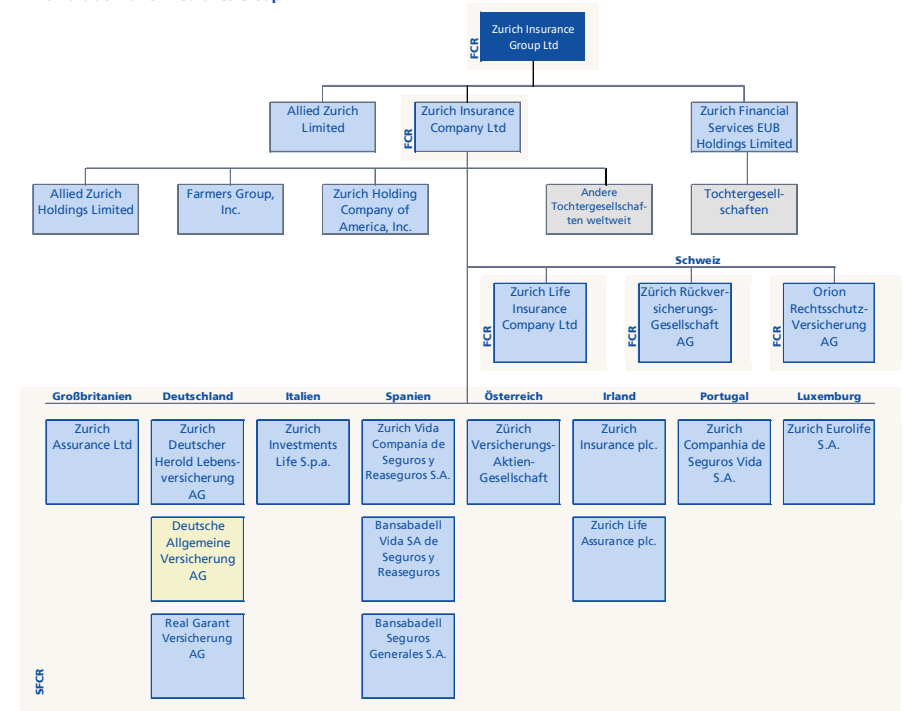 FCR
Zurich Insurance
Group Ltd
Allied Zurich
Limited
FCR
Zurich Insurance
Company Ltd
Zurich Financial
Services EUB
Holdings Limited
Allied Zurich
Holdings Limited
Farmers Group,
Inc.
Zurich Holding
Company of
America, Inc.
Andere
Tochtergesellschaf-
ten weltweit
Tochtergesell-
schaften
Schweiz
FCR
Zurich Life
Insurance
Company Ltd
FCR
Zürich Rückver-
sicherungs-
Gesellschaft
AG
FCR
Orion
Rechtsschutz-
Versicherung
AG
Großbritanien
Deutschland
Italien
Spanien
Österreich
Irland
Portugal
Luxemburg
Zurich
Assurance Ltd
Zurich
Deutscher
Herold Lebens-
versicherung
AG
Zurich
Investments
Life S.p.a.
Zurich Vida
Compania de
Seguros y
Reaseguros S.A.
Zürich
Versicherungs-
Aktien-
Gesellschaft
Zurich
Insurance plc.
Zurich
Companhia de
Seguros Vida
S.A.
Zurich Eurolife
S.A.
Deutsche
Allgemeine
Versicherung
AG
Bansabadell
Vida SA de
Seguros y
Reaseguros
Zurich Life
Assurance plc.
Real Garant
Versicherung
AG
Bansabadell
Seguros
Generales S.A.
SFCR